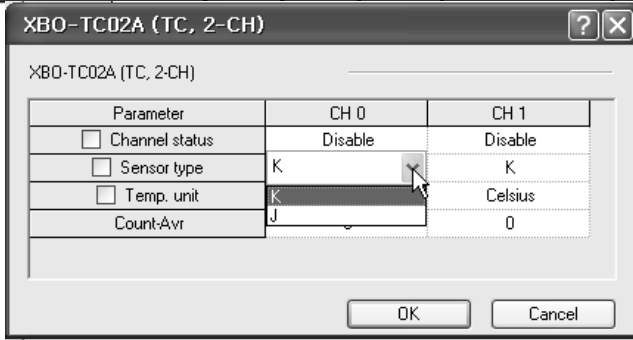 XBO-TC02A (TC, 2-CH)
XBO-TC02A (TC, 2-CH)
Parameter CH 0 CH 1
Channel status Disable Disable
Sensor type K K
Temp. unit K Celsius
J
Count-Avr 0
OK Cancel